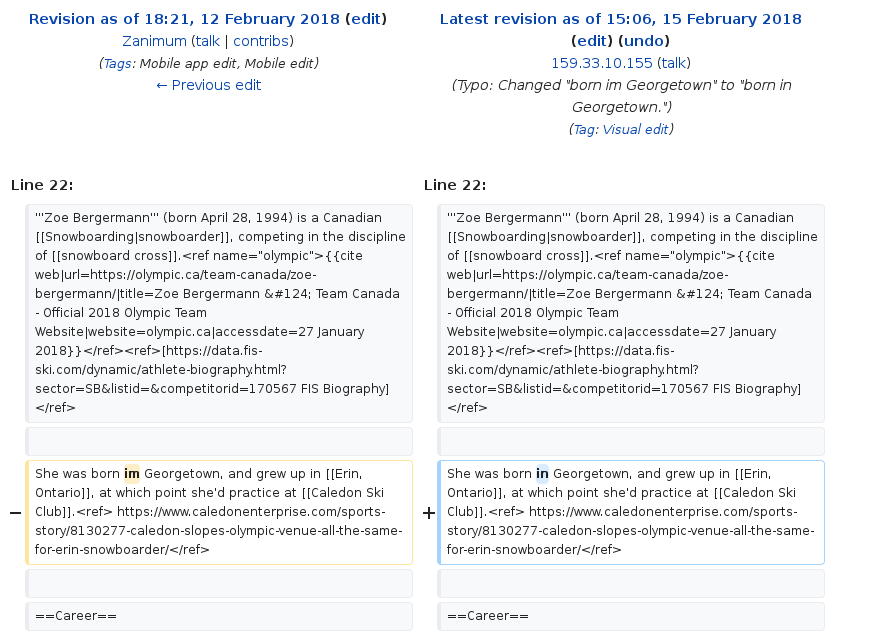 Revision as of 18:21, 12 February 2018 (edit)
Zanimum (talk | contribs)
(Tags: Mobile app edit, Mobile edit)
← Previous edit
Latest revision as of 15:06, 15 February 2018
(edit) (undo)
159.33.10.155 (talk)
(Typo: Changed "born im Georgetown" to "born in
Georgetown.")
(Tag: Visual edit)
Line 22:
'''Zoe Bergermann''' (born April 28, 1994) is a Canadian
[[Snowboarding|snowboarder]], competing in the discipline
of [[snowboard cross]].<ref name="olympic">{{cite
web|url=https://olympic.ca/team-canada/zoe-
bergermann/|title=Zoe Bergermann &#124; Team Canada
- Official 2018 Olympic Team
Website|website=olympic.ca|accessdate=27 January
2018}}</ref><ref>[https://data.fis-
ski.com/dynamic/athlete-biography.html?
sector=SB&listid=&competitorid=170567 FIS Biography]
</ref>
− She was born im Georgetown, and grew up in [[Erin,
Ontario]], at which point she'd practice at [[Caledon Ski
Club]].<ref> https://www.caledonenterprise.com/sports-
story/8130277-caledon-slopes-olympic-venue-all-the-same-
for-erin-snowboarder/</ref>
==Career==
Line 22:
'''Zoe Bergermann''' (born April 28, 1994) is a Canadian
[[Snowboarding|snowboarder]], competing in the discipline
of [[snowboard cross]].<ref name="olympic">{{cite
web|url=https://olympic.ca/team-canada/zoe-
bergermann/|title=Zoe Bergermann &#124; Team Canada
- Official 2018 Olympic Team
Website|website=olympic.ca|accessdate=27 January
2018}}</ref><ref>[https://data.fis-
ski.com/dynamic/athlete-biography.html?
sector=SB&listid=&competitorid=170567 FIS Biography]
</ref>
+ She was born in Georgetown, and grew up in [[Erin,
Ontario]], at which point she'd practice at [[Caledon Ski
Club]].<ref> https://www.caledonenterprise.com/sports-
story/8130277-caledon-slopes-olympic-venue-all-the-same-
for-erin-snowboarder/</ref>
==Career==